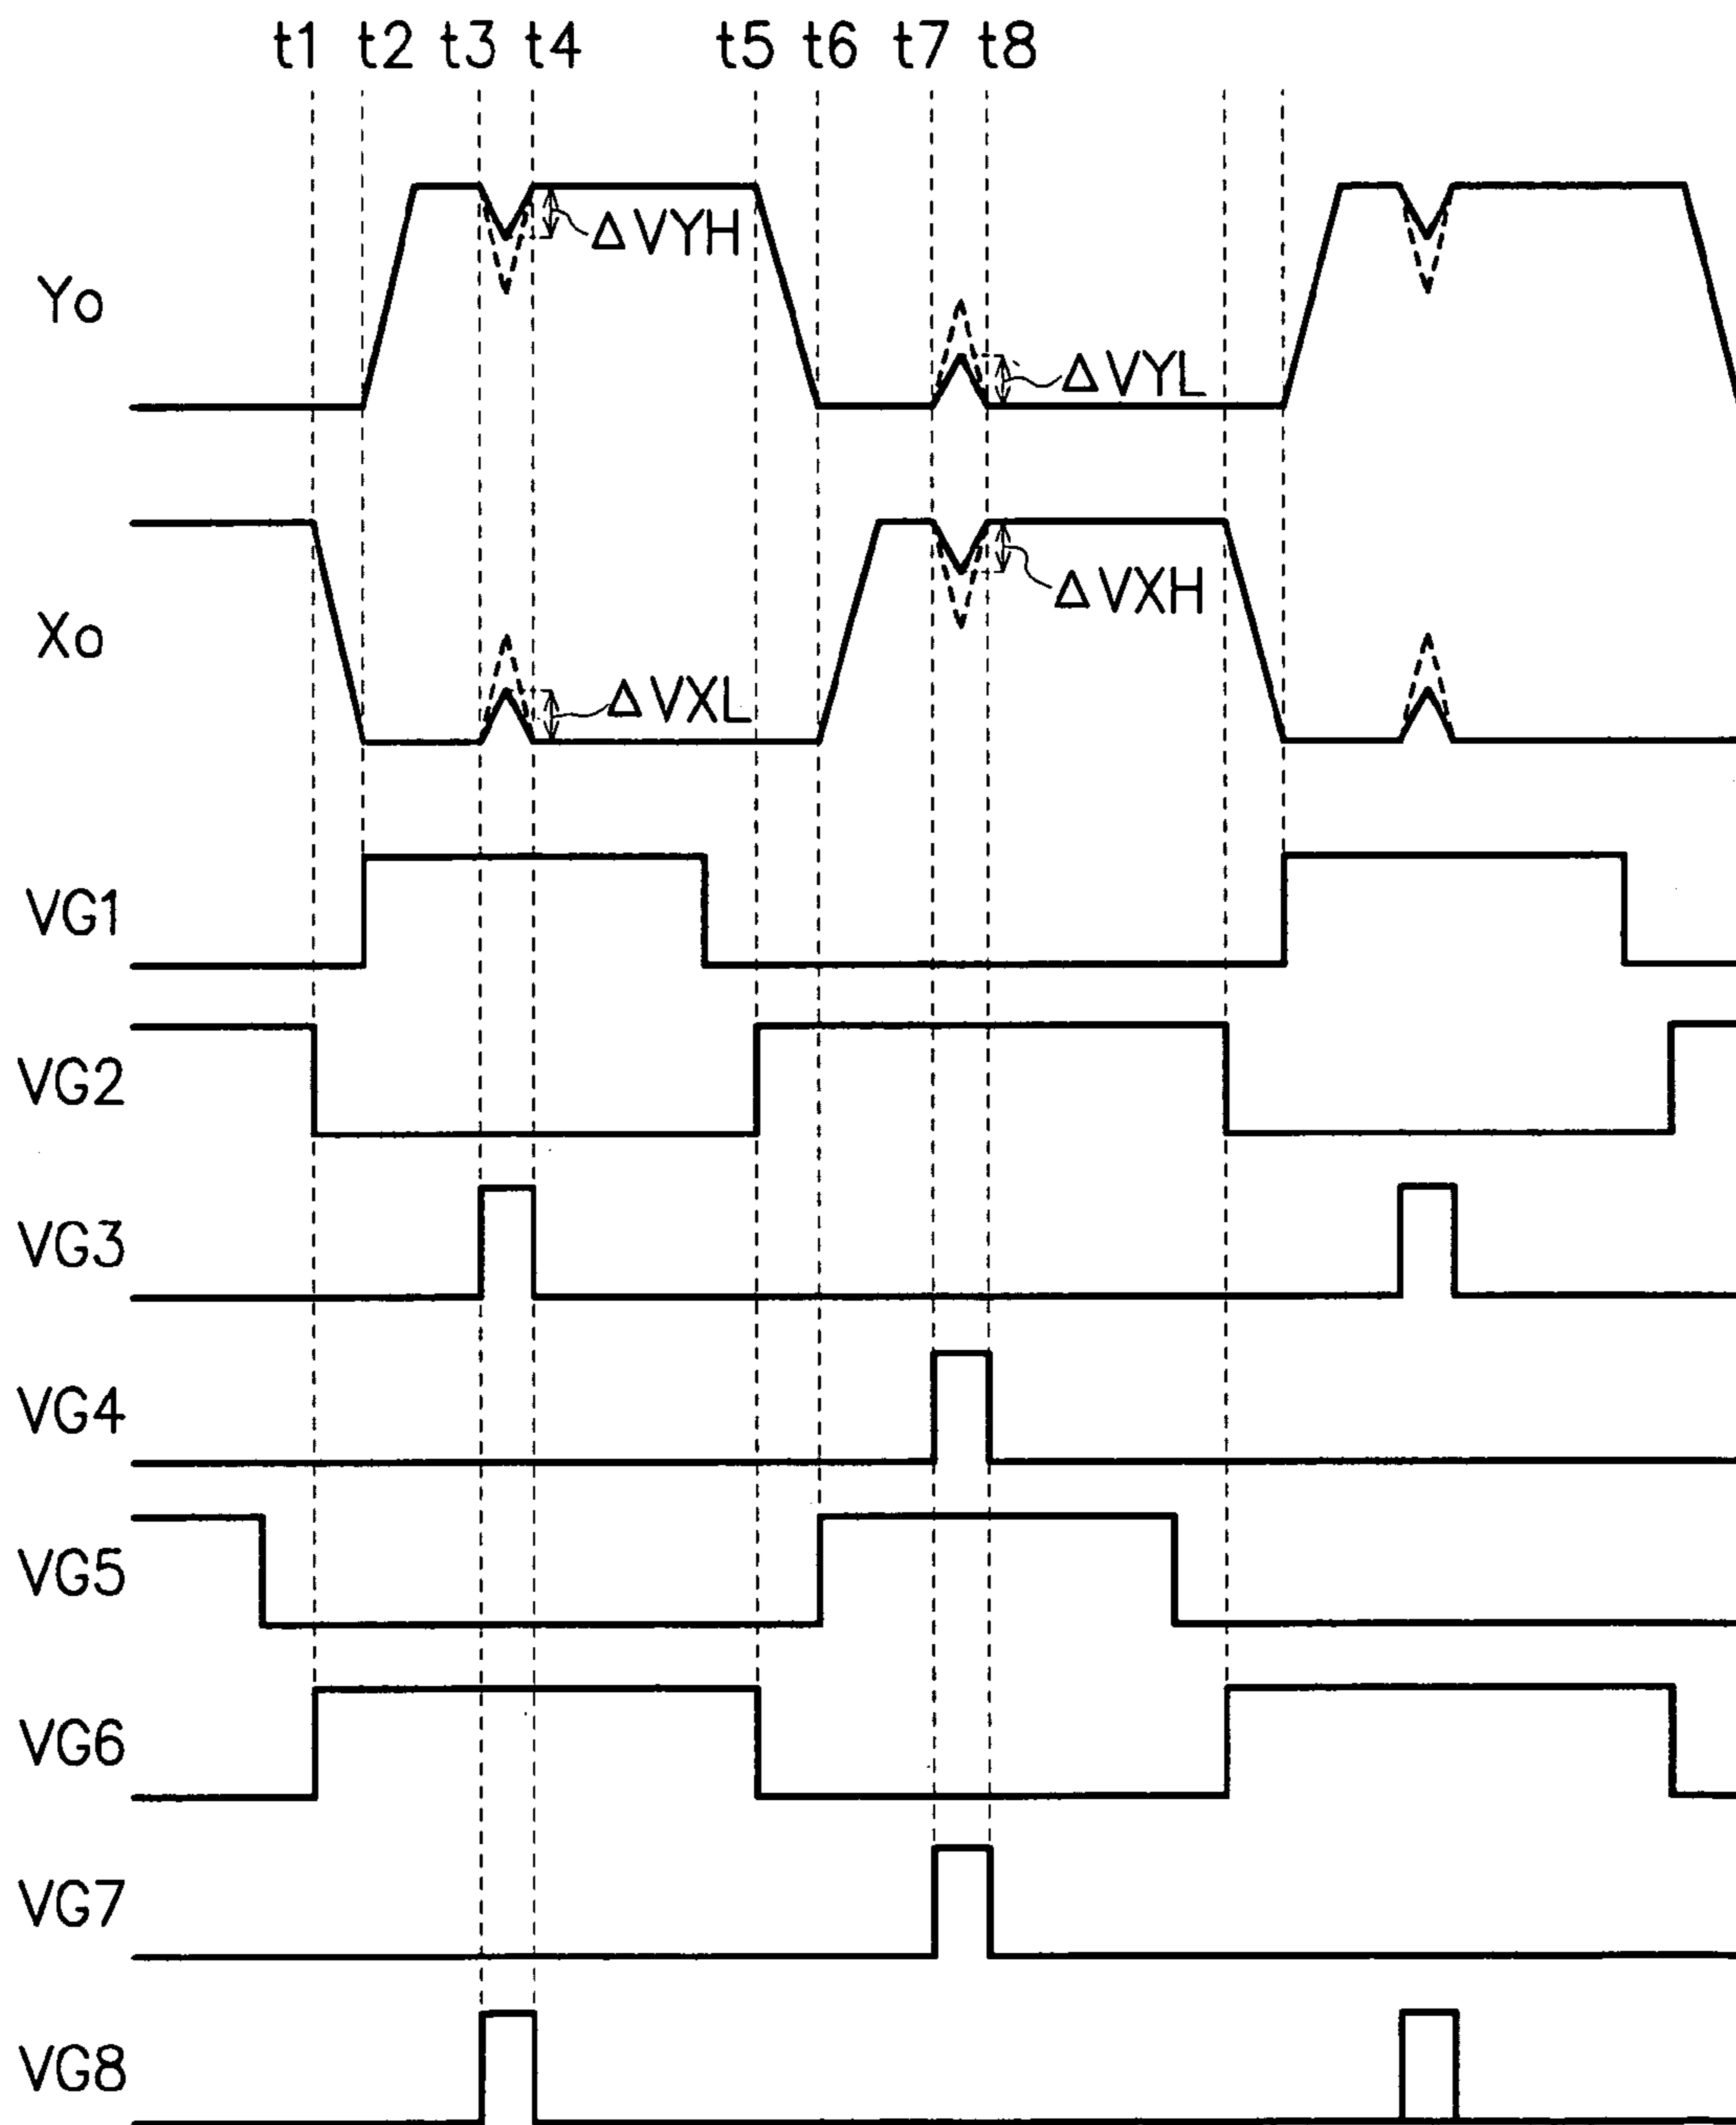 t1 t2 t3 t4 t5 t6 t7 t8
ΔVYH
Yo
ΔVYL
ΔVXH
Xo
ΔVXL
VG1
VG2
VG3
VG4
VG5
VG6
VG7
VG8